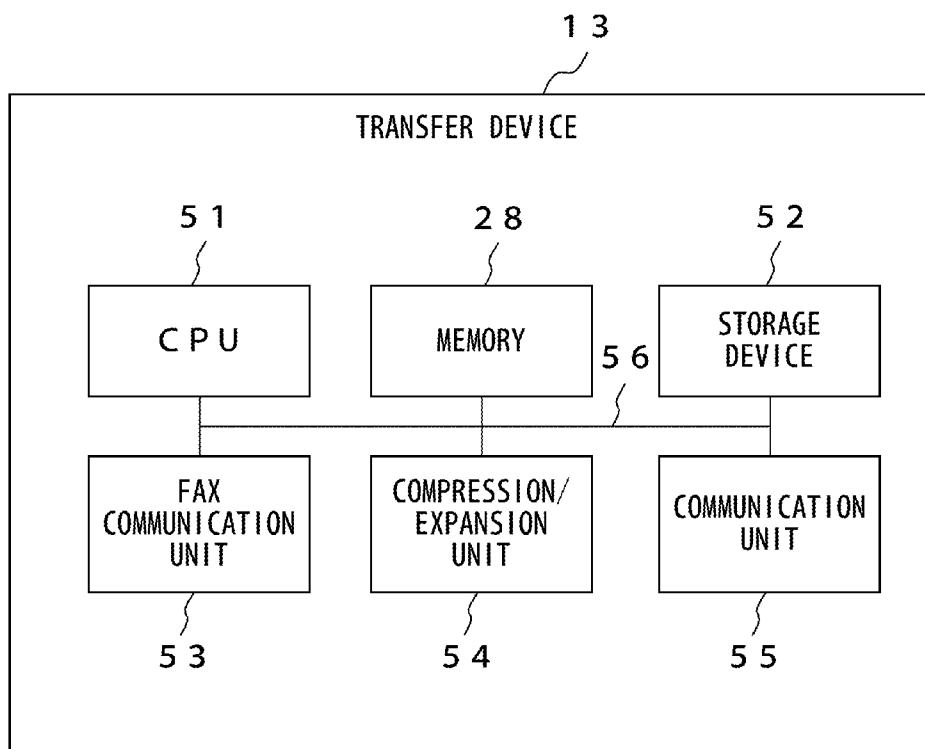 13
TRANSFER DEVICE
51
28
52
CPU
MEMORY
STORAGE
DEVICE
56
FAX
COMMUNICATION
UNIT
COMPRESSION/
EXPANSION
UNIT
COMMUNICATION
UNIT
53
54
55